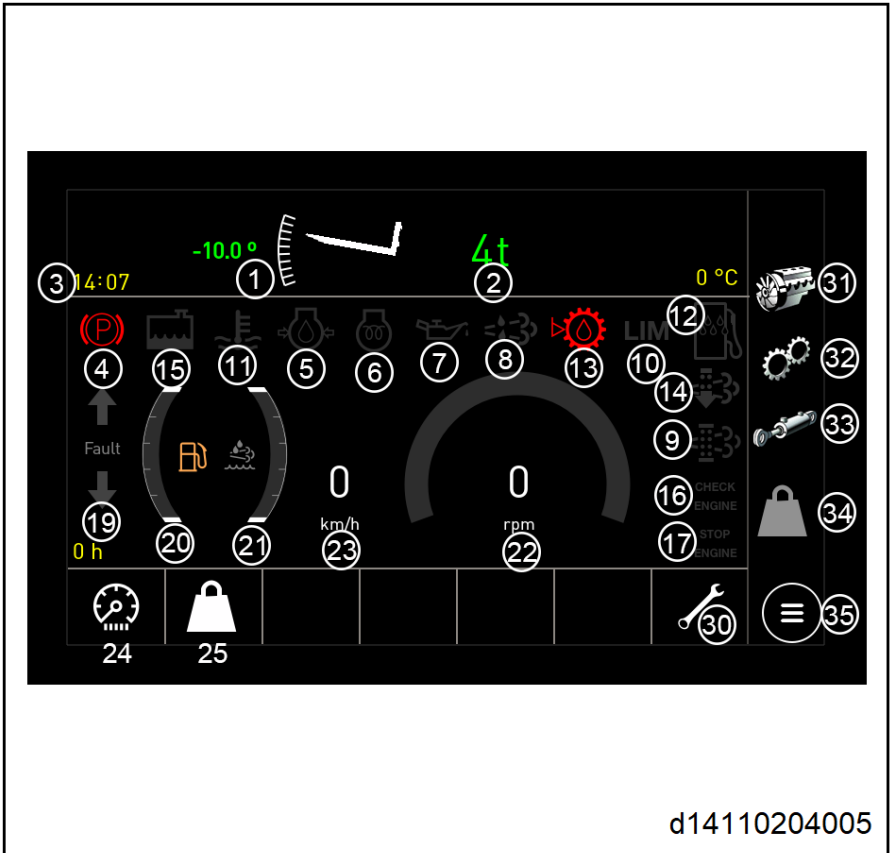 -10.0 °
4t
3
14:07
1
2
0 °C
31
12
P
LIM
4
15
11
5
6
7
8
13
10
32
14
Fault
9
33
0
0
CHECK
16
ENGINE
34
19
km/h
rpm
STOP
17
ENGINE
0 h
20
21
23
22
30
35
24
25
d14110204005